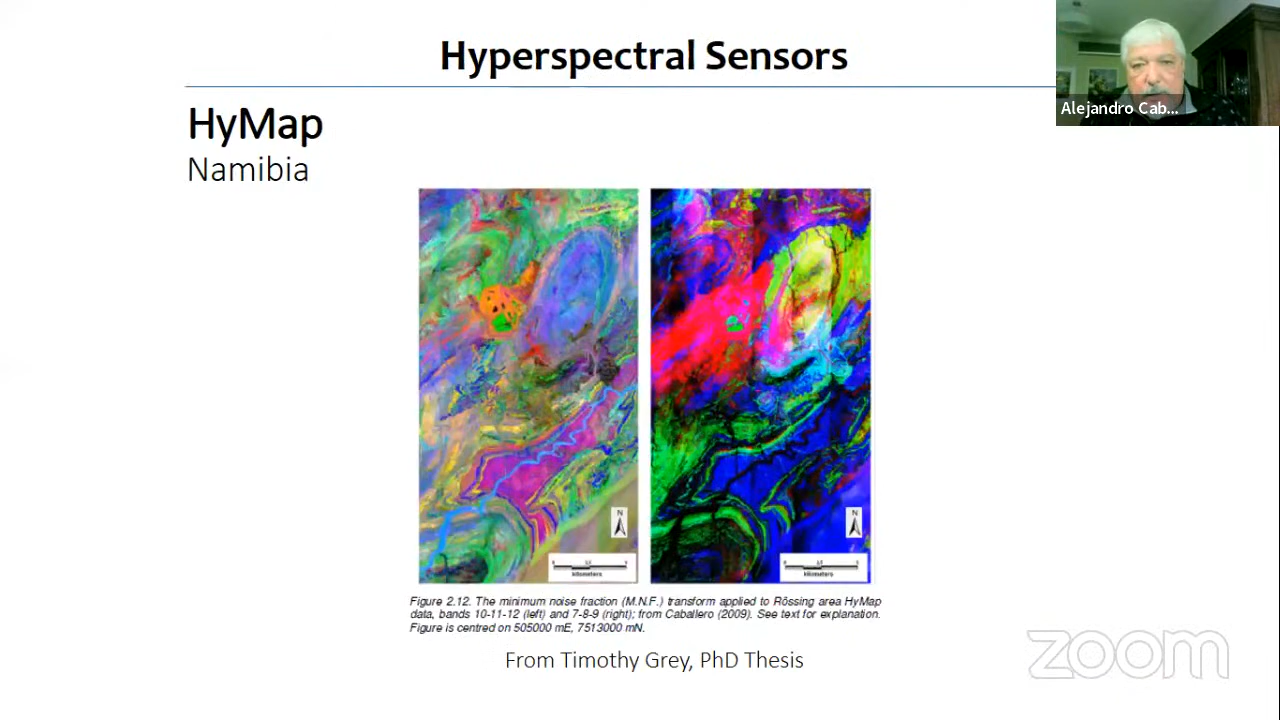 Hyperspectral Sensors
Alejandro Cab...
HyMap
Namibia
N
N
kilometers
kilometers
Figure 2.12. The minimum noise fraction (M.N.F.) transform applied to Rössing area HyMap
data, bands 10-11-12 (left) and 7-8-9 (right); from Caballero (2009). See text for explanation.
Figure is centred on 505000 mE, 7513000 mN.
From Timothy Grey, PhD Thesis
zoom